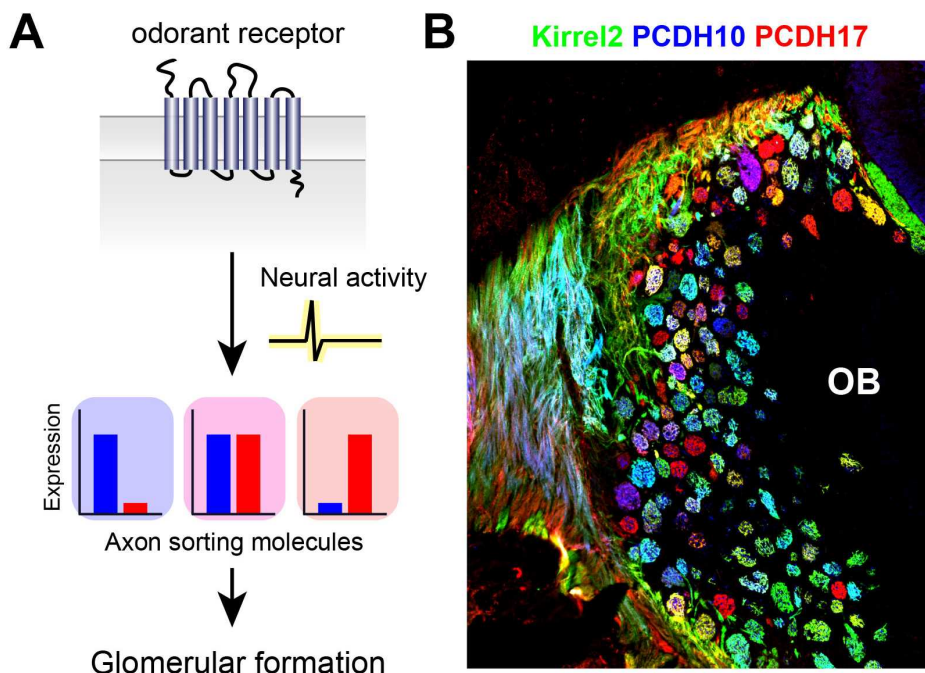 A
odorant receptor
Neural activity
Expression
Axon sorting molecules
Glomerular formation
B
Kirrel2 PCDH10 PCDH17
OB